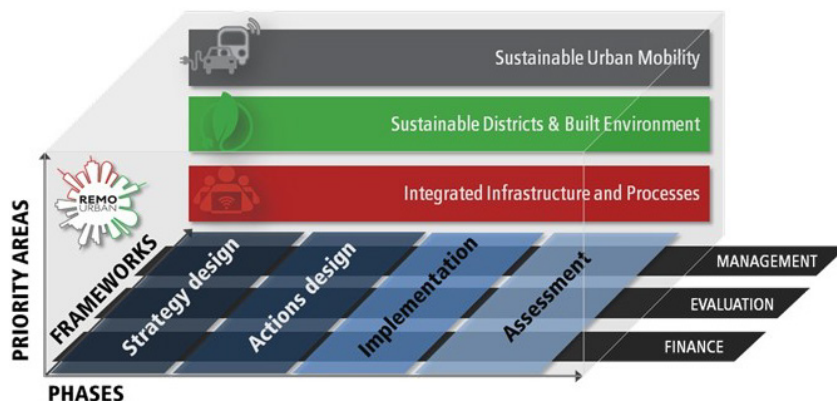 Sustainable Urban Mobility
Sustainable Districts & Built Environment
Integrated Infrastructure and Processes
PRIORITY AREAS
REMO
URBAN
FRAMEWORKS
Strategy design
Actions design
Implementation
Assessment
MANAGEMENT
EVALUATION
FINANCE
PHASES